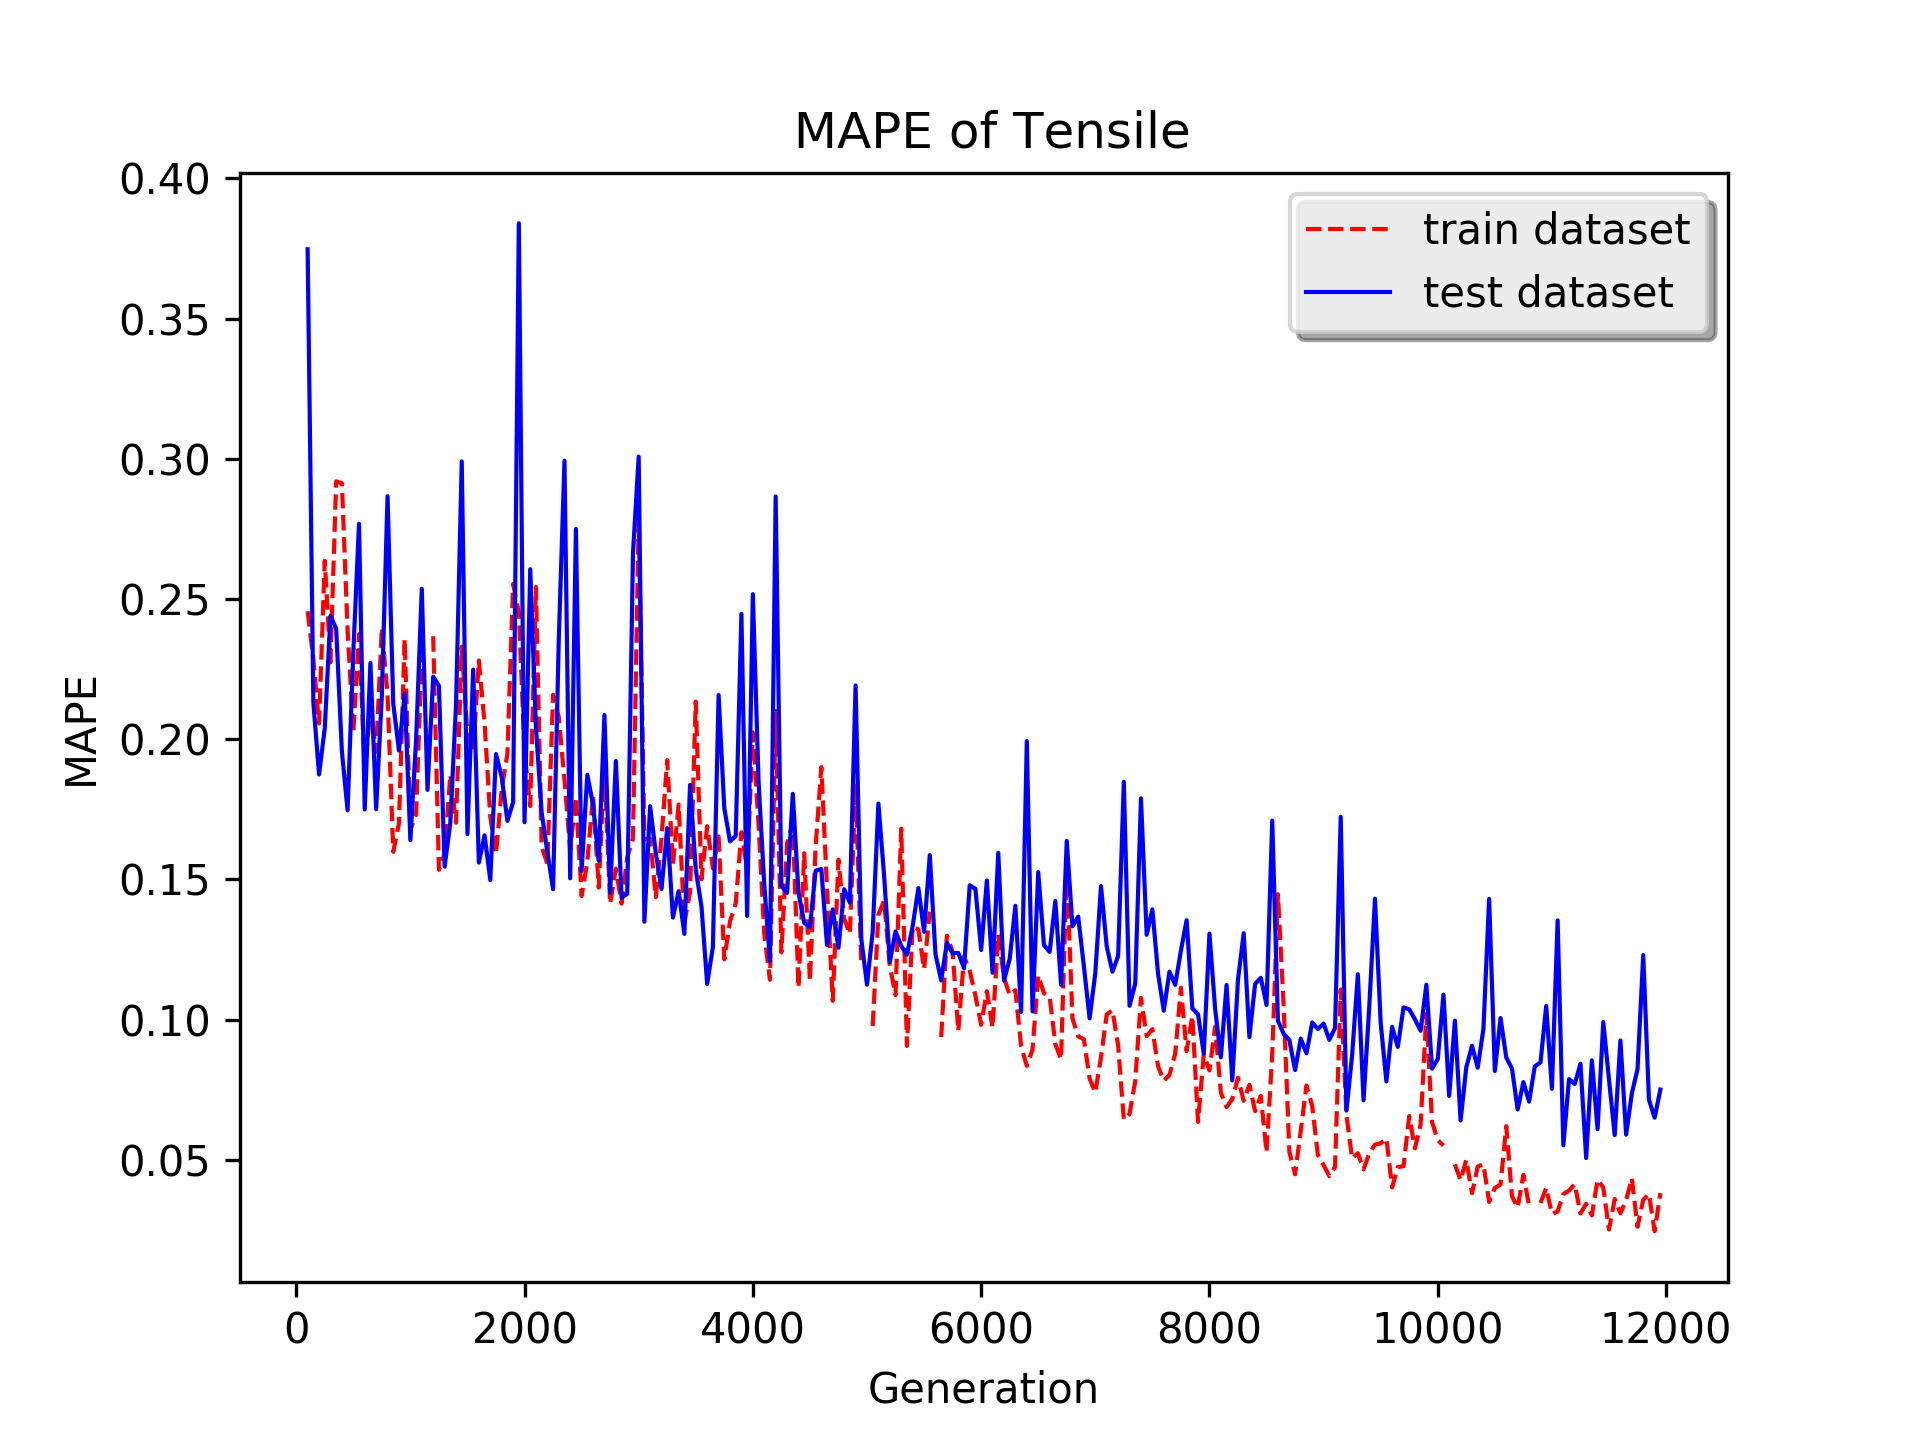 MAPE of Tensile
train dataset
test dataset
MAPE
0.40
0.35
0.30
0.25
0.20
0.15
0.10
0.05
0 2000 4000 6000 8000 10000 12000
Generation